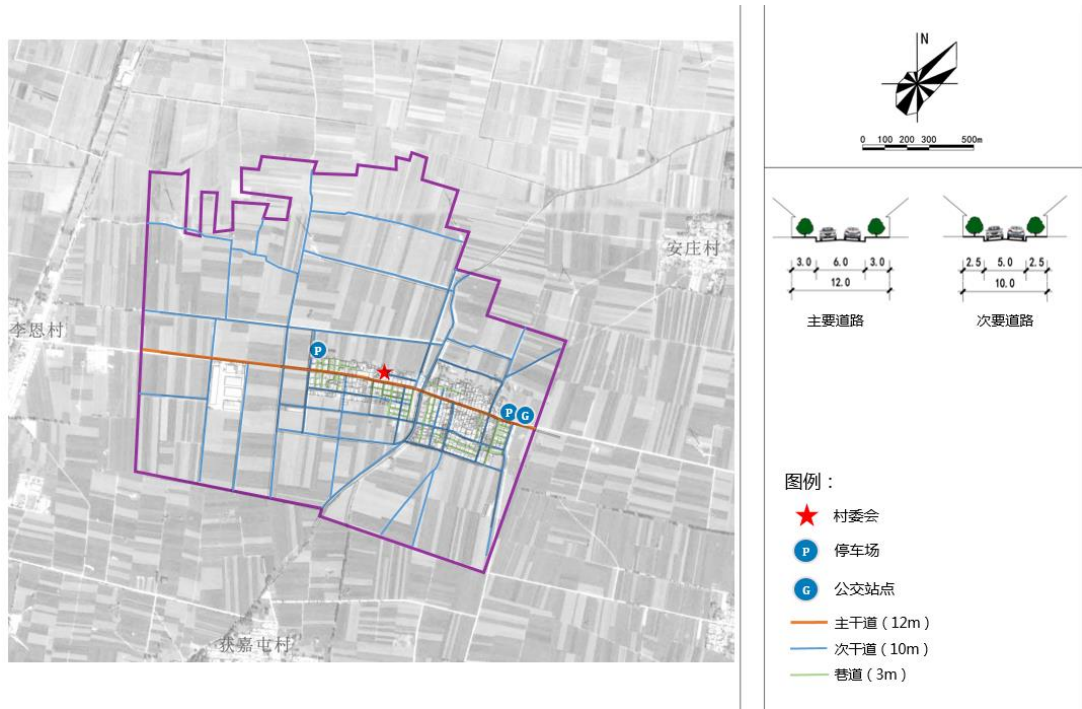 N
0 100 200 300 500m
安庄村
李恩村
获嘉屯村
P
P
G
3.0 6.0 3.0
12.0
主要道路
2.5 5.0 2.5
10.0
次要道路
图例：
村委会
P 停车场
G 公交站点
主干道（12m）
次干道（10m）
巷道（3m）